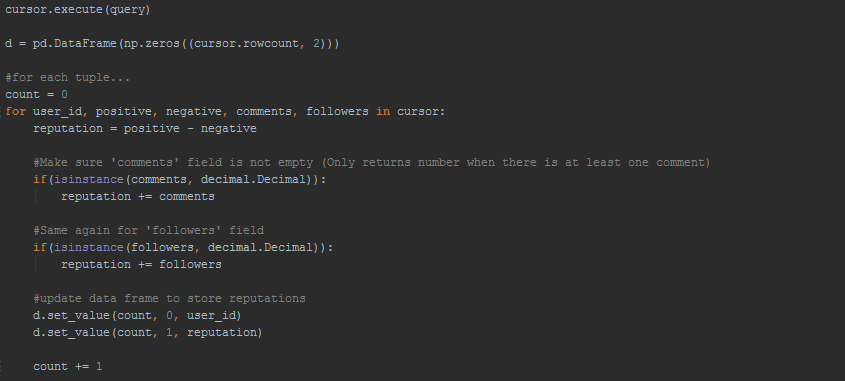 cursor.execute(query)
d = pd.DataFrame(np.zeros((cursor.rowcount, 2)))
#for each tuple...
count = 0
for user_id, positive, negative, comments, followers in cursor:
    reputation = positive - negative
    #Make sure 'comments' field is not empty (Only returns number when there is at least one comment)
    if(isinstance(comments, decimal.Decimal)):
        reputation += comments
    #Same again for 'followers' field
    if(isinstance(followers, decimal.Decimal)):
        reputation += followers
    #update data frame to store reputations
    d.set_value(count, 0, user_id)
    d.set_value(count, 1, reputation)
    count += 1